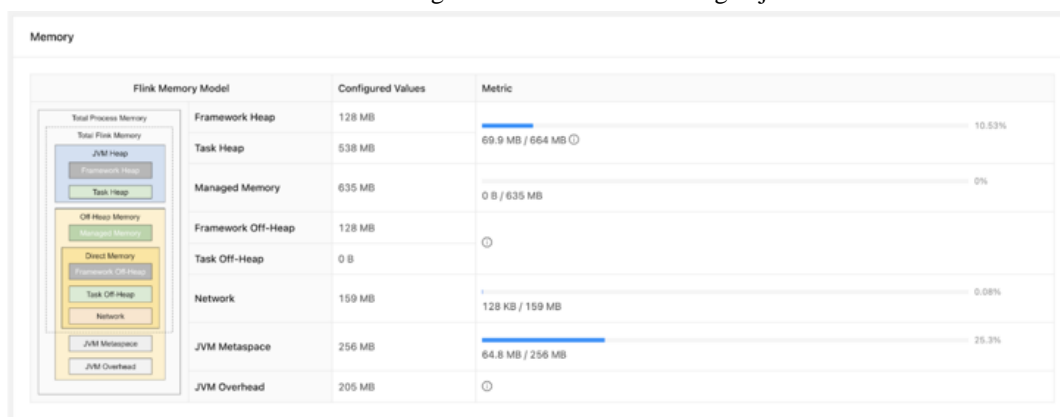 Memory
Flink Memory Model Configured Values Metric
Total Process Memory
Total Flink Memory
JVM Heap
Framework Heap
Task Heap
Off-Heap Memory
Managed Memory
Direct Memory
Framework Off-Heap
Task Off-Heap
Network
JVM Metaspace
JVM Overhead
Framework Heap 128 MB
Task Heap 538 MB
69.9 MB / 664 MB
10.53%
Managed Memory 635 MB
0 B / 635 MB
0%
Framework Off-Heap 128 MB
Task Off-Heap 0 B
Network 159 MB
128 KB / 159 MB
0.08%
JVM Metaspace 256 MB
64.8 MB / 256 MB
25.3%
JVM Overhead 205 MB